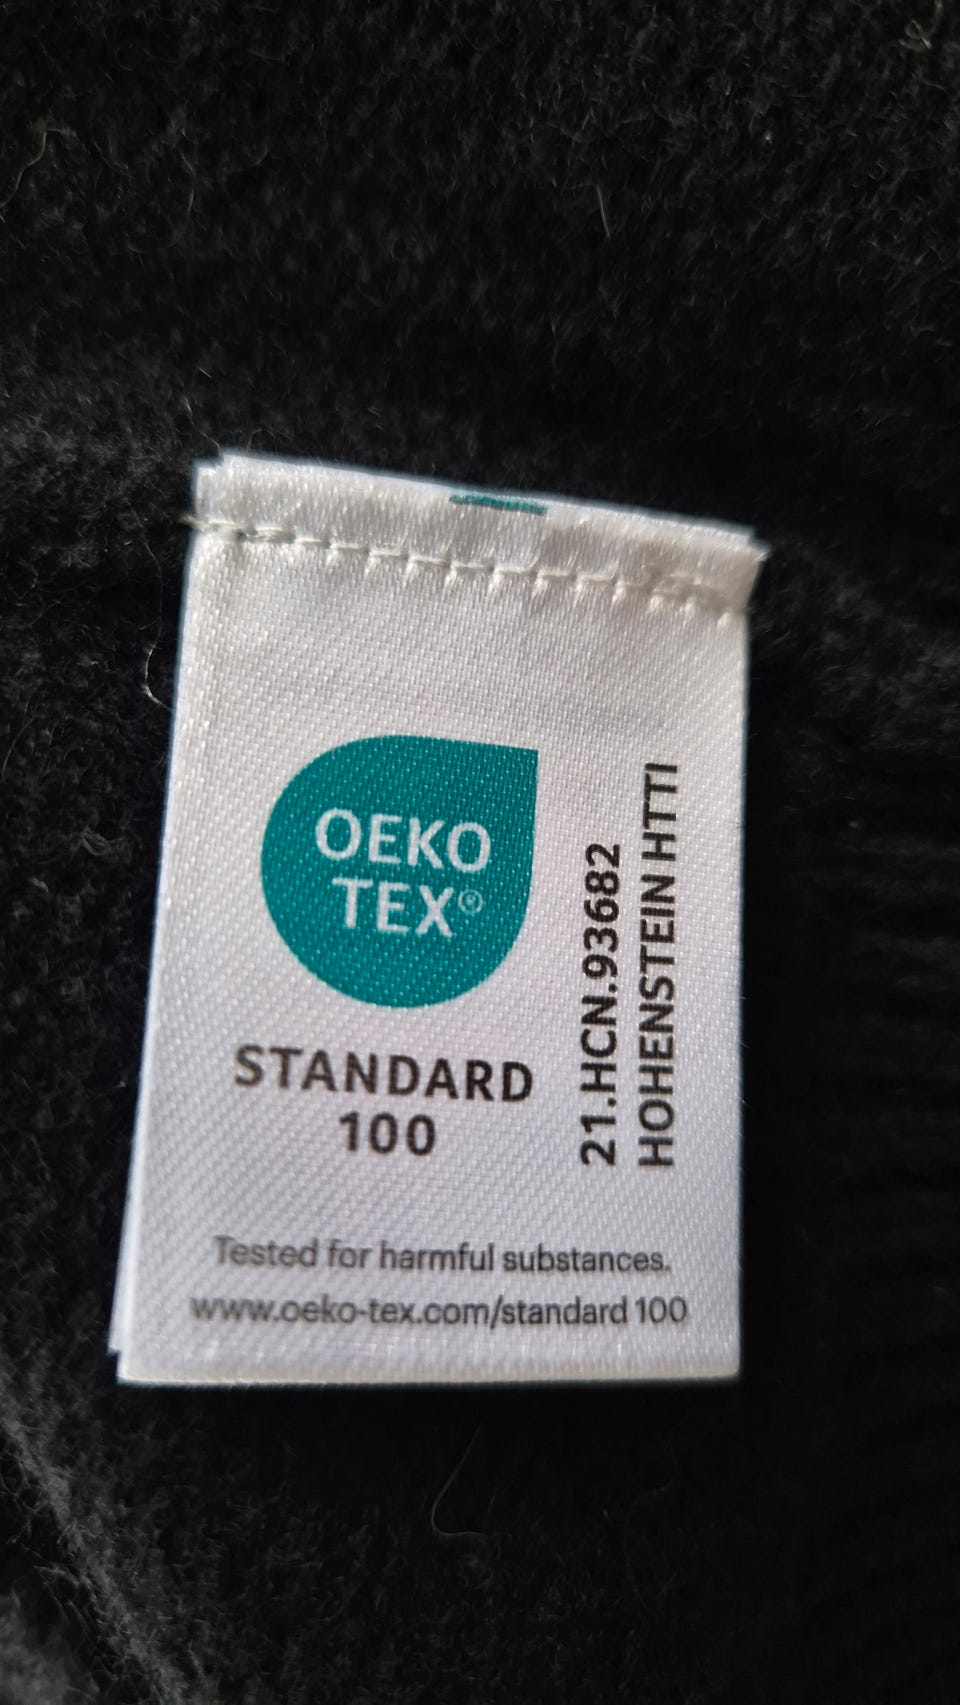 OEKO
TEX®
STANDARD
100
21.HCN.93682
HOHENSTEIN HTTI
Tested for harmful substances.
www.oeko-tex.com/standard 100